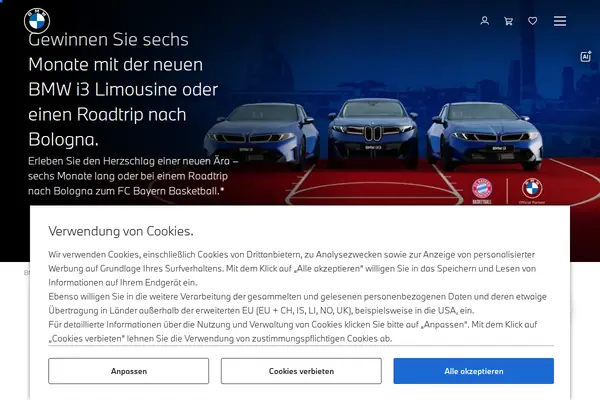 BMW
AI
Gewinnen Sie sechs
Monate mit der neuen
BMW i3 Limousine oder
einen Roadtrip nach
Bologna.
Erleben Sie den Herzschlag einer neuen Ära –
sechs Monate lang oder bei einem Roadtrip
nach Bologna zum FC Bayern Basketball.*
BASKETBALL
Official Partner
Verwendung von Cookies.
Wir verwenden Cookies, einschließlich Cookies von Drittanbietern, zu Analysezwecken sowie zur Anzeige von personalisierter
Werbung auf Grundlage Ihres Surfverhaltens. Mit dem Klick auf „Alle akzeptieren“ willigen Sie in das Speichern und Lesen von
Informationen auf Ihrem Endgerät ein.
Ebenso willigen Sie in die weitere Verarbeitung der gesammelten und gelesenen personenbezogenen Daten und deren etwaige
Übertragung in Länder außerhalb der erweiterten EU (EU + CH, IS, LI, NO, UK), beispielsweise in die USA, ein.
Für detaillierte Informationen über die Nutzung und Verwaltung von Cookies klicken Sie bitte auf „Anpassen“. Mit dem Klick auf
„Cookies verbieten“ lehnen Sie die Verwendung von zustimmungspflichtigen Cookies ab.
Anpassen
Cookies verbieten
Alle akzeptieren